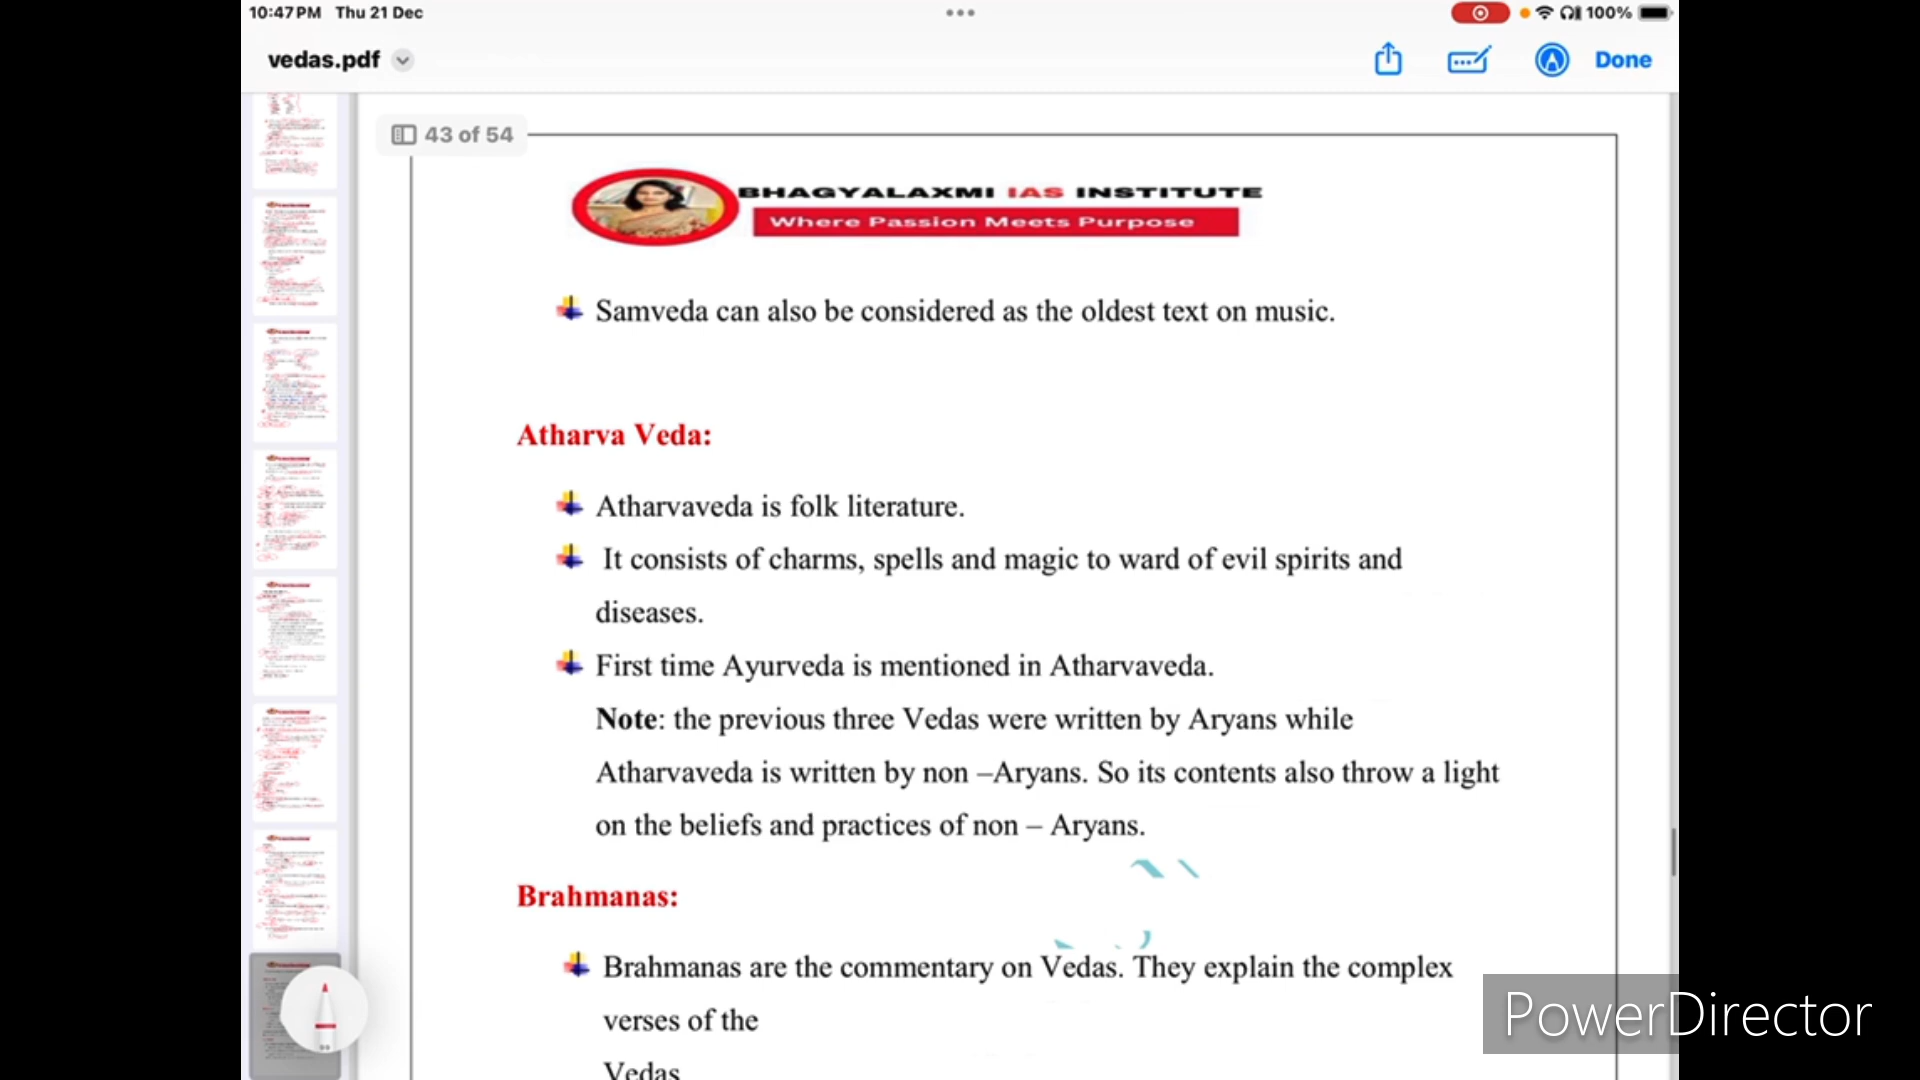 10:47 PM Thu 21 Dec
100%
vedas.pdf
Done
43 of 54
BHAGYALAXMI IAS INSTITUTE
Where Passion Meets Purpose
Samveda can also be considered as the oldest text on music.
Atharva Veda:
Atharvaveda is folk literature.
It consists of charms, spells and magic to ward of evil spirits and
diseases.
First time Ayurveda is mentioned in Atharvaveda.
Note: the previous three Vedas were written by Aryans while
Atharvaveda is written by non –Aryans. So its contents also throw a light
on the beliefs and practices of non – Aryans.
Brahmanas:
Brahmanas are the commentary on Vedas. They explain the complex
verses of the
Vedas
PowerDirector